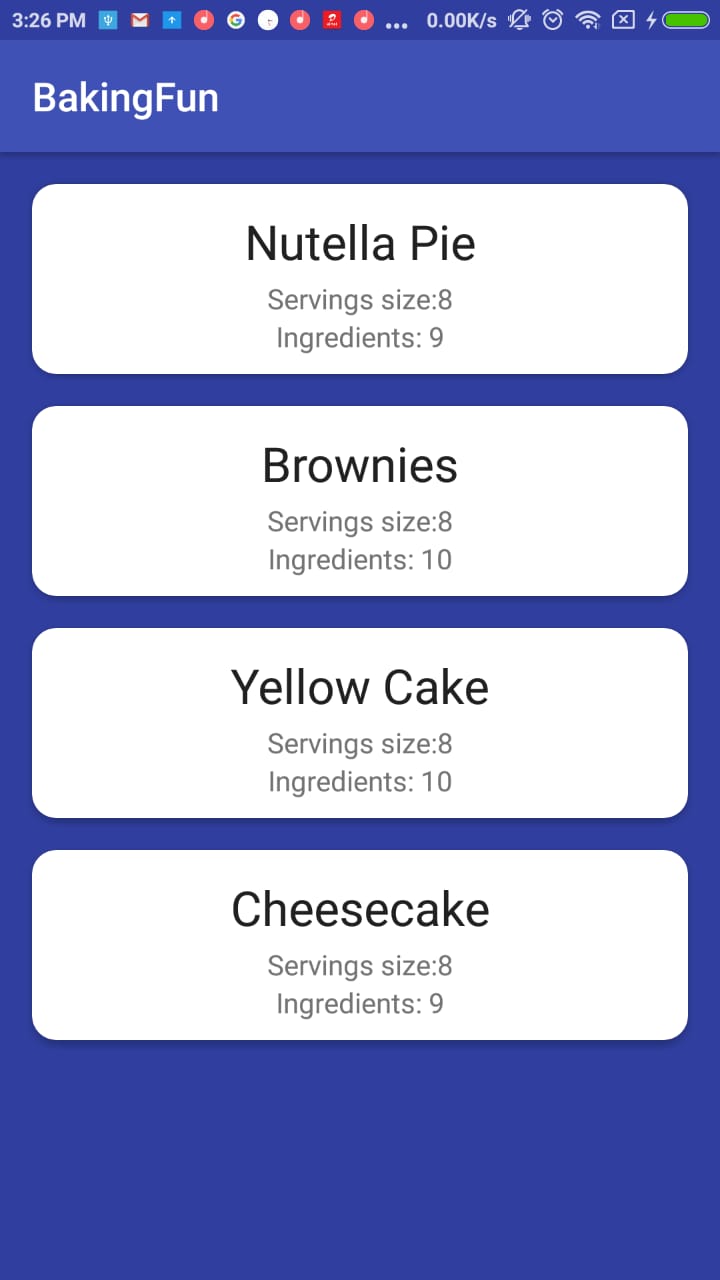 3:26 PM ... 0.00K/s
BakingFun
Nutella Pie
Servings size:8
Ingredients: 9
Brownies
Servings size:8
Ingredients: 10
Yellow Cake
Servings size:8
Ingredients: 10
Cheesecake
Servings size:8
Ingredients: 9